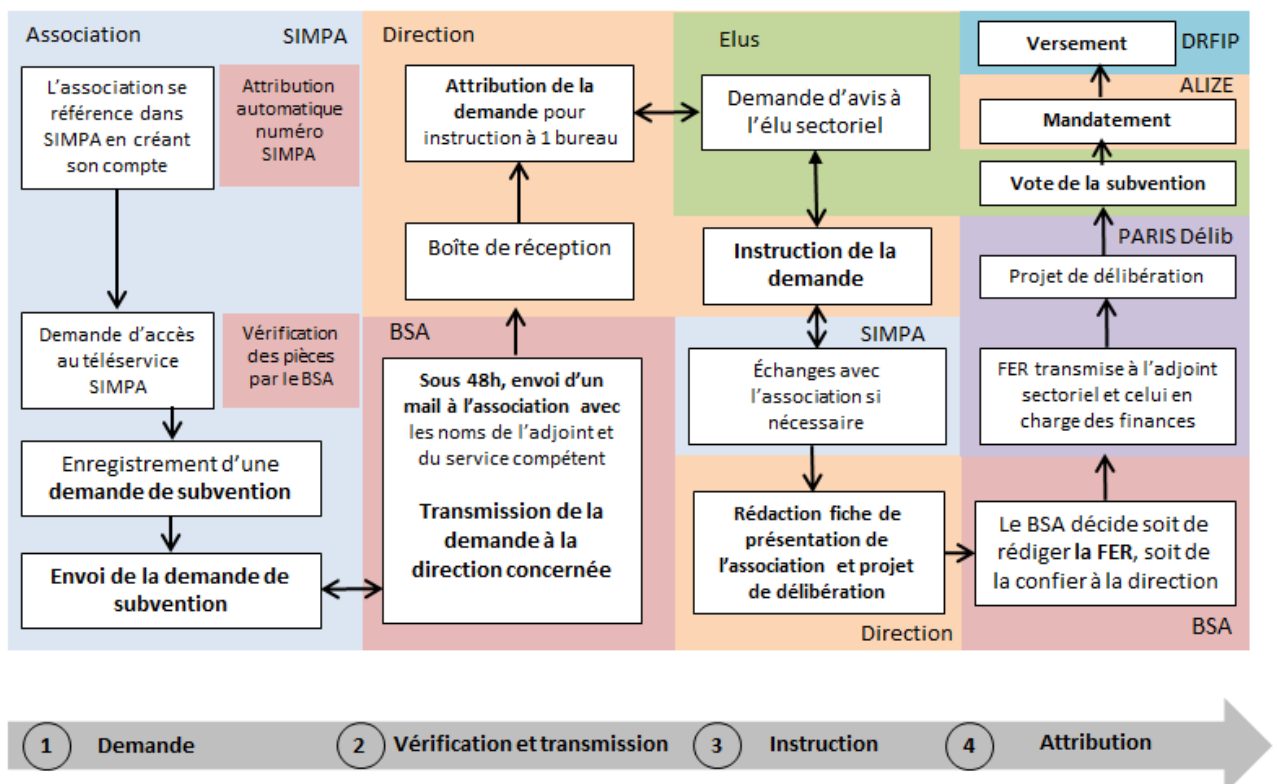 Association
SIMPA
L'association se
référence dans
SIMPA en créant
son compte
Attribution
automatique
numéro
SIMPA
Demande d'accès
au téléservice
SIMPA
Vérification
des pièces
par le BSA
Enregistrement d'une
demande de subvention
Envoi de la demande de
subvention
Direction
Attribution de la
demande pour
instruction à 1 bureau
Boîte de réception
BSA
Sous 48h, envoi d'un
mail à l'association avec
les noms de l'adjoint et
du service compétent
Transmission de la
demande à la
direction concernée
Elus
Demande d'avis à
l'élu sectoriel
Instruction de la
demande
SIMPA
Échanges avec
l'association si
nécessaire
Rédaction fiche de
présentation de
l'association et projet
de délibération
Direction
Versement
DRFIP
ALIZE
Mandatement
Vote de la subvention
PARIS Délib
Projet de délibération
FER transmise à l'adjoint
sectoriel et celui en
charge des finances
Le BSA décide soit de
rédiger la FER, soit de
la confier à la direction
BSA
1 Demande
2 Vérification et transmission
3 Instruction
4 Attribution